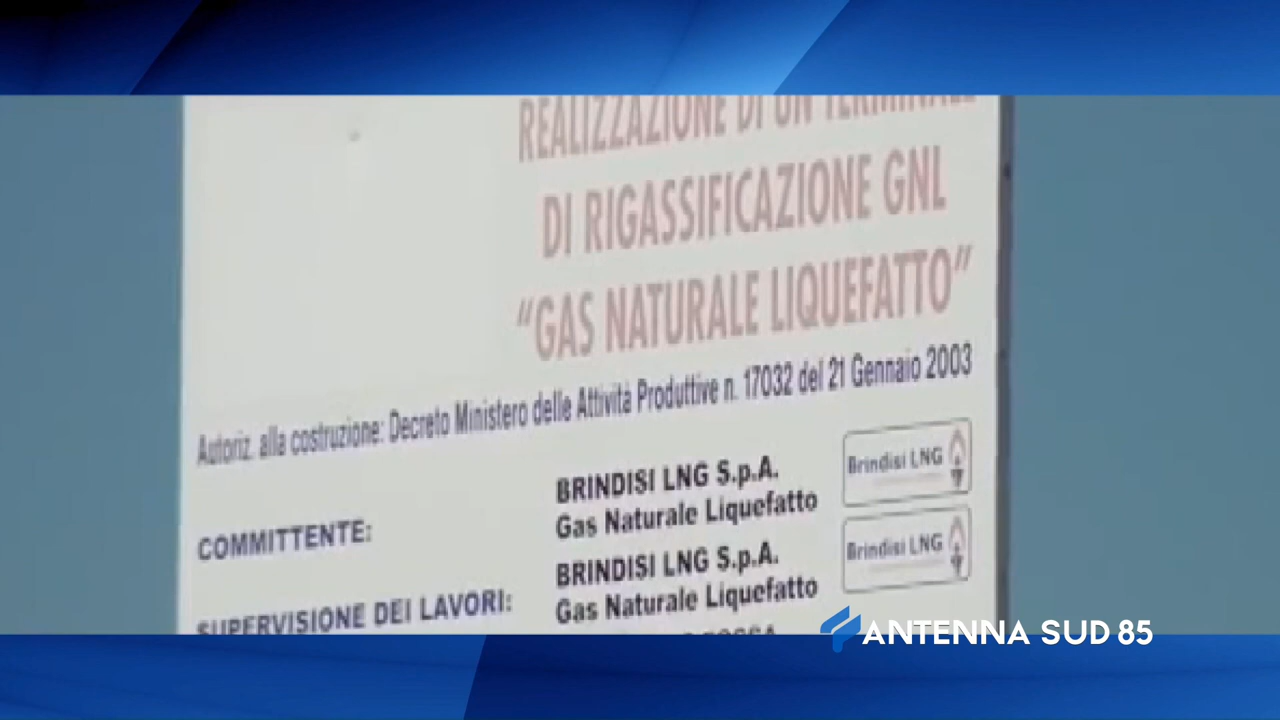 REALIZZAZIONE DI UN TERMINALE
DI RIGASSIFICAZIONE GNL
“GAS NATURALE LIQUEFATTO”
Autoriz. alla costruzione: Decreto Ministero delle Attività Produttive n. 17032 del 21 Gennaio 2003
COMMITTENTE:
BRINDISI LNG S.p.A.
Gas Naturale Liquefatto
Brindisi LNG
SUPERVISIONE DEI LAVORI:
BRINDISI LNG S.p.A.
Gas Naturale Liquefatto
Brindisi LNG
ANTENNA SUD 85